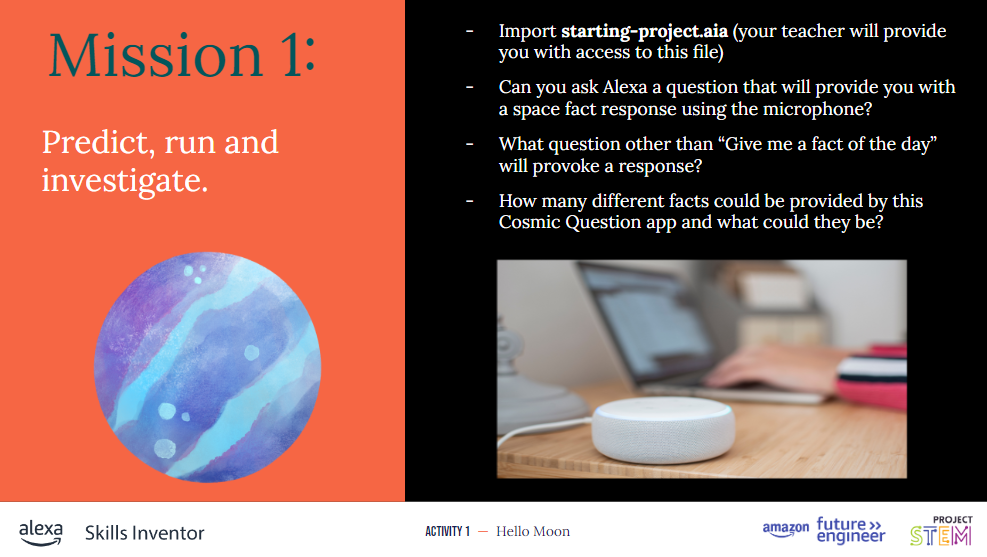 Mission 1:
Predict, run and
investigate.
- Import starting-project.aia (your teacher will provide
you with access to this file)
- Can you ask Alexa a question that will provide you with
a space fact response using the microphone?
- What question other than “Give me a fact of the day”
will provoke a response?
- How many different facts could be provided by this
Cosmic Question app and what could they be?
alexa Skills Inventor
ACTIVITY 1 — Hello Moon
amazon future >>
engineer
PROJECT
STEM